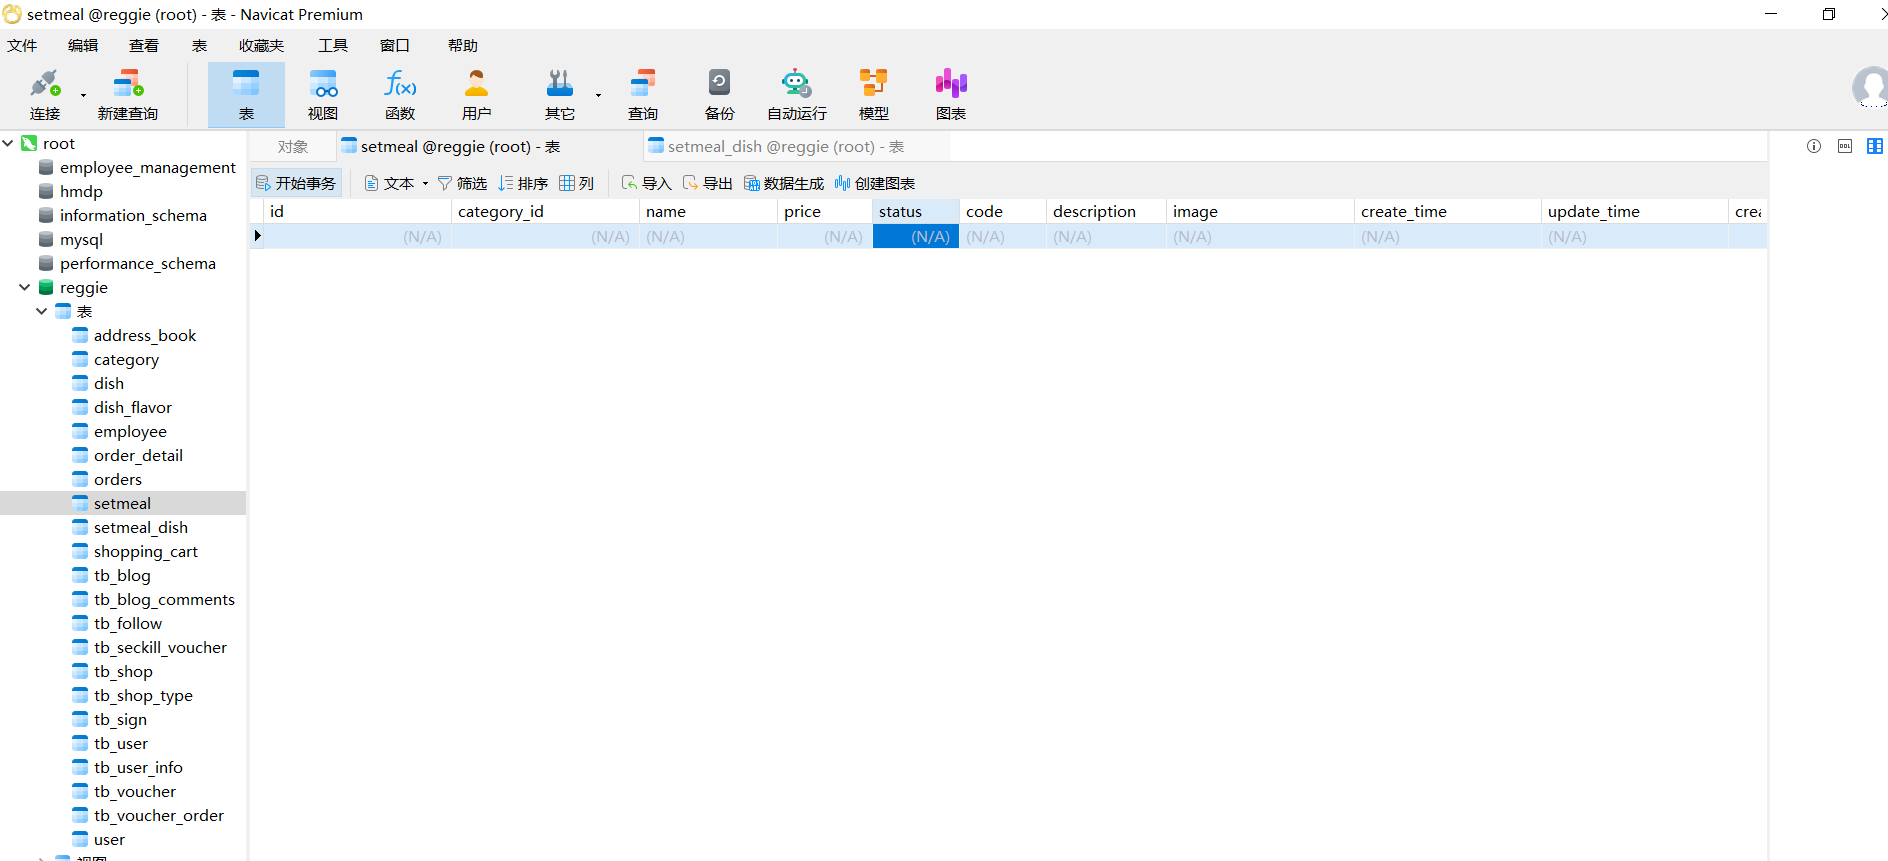 setmeal @reggie (root) - 表 - Navicat Premium
文件 编辑 查看 表 收藏夹 工具 窗口 帮助
连接 新建查询 表 视图 函数 用户 其它 查询 备份 自动运行 模型 图表
root
employee_management
hmdp
information_schema
mysql
performance_schema
reggie
表
address_book
category
dish
dish_flavor
employee
order_detail
orders
setmeal
setmeal_dish
shopping_cart
tb_blog
tb_blog_comments
tb_follow
tb_seckill_voucher
tb_shop
tb_shop_type
tb_sign
tb_user
tb_user_info
tb_voucher
tb_voucher_order
user
视图
对象 setmeal @reggie (root) - 表 setmeal_dish @reggie (root) - 表
开始事务 文本 筛选 排序 列 导入 导出 数据生成 创建图表
id category_id name price status code description image create_time update_time crea
(N/A) (N/A) (N/A) (N/A) (N/A) (N/A) (N/A) (N/A) (N/A) (N/A)